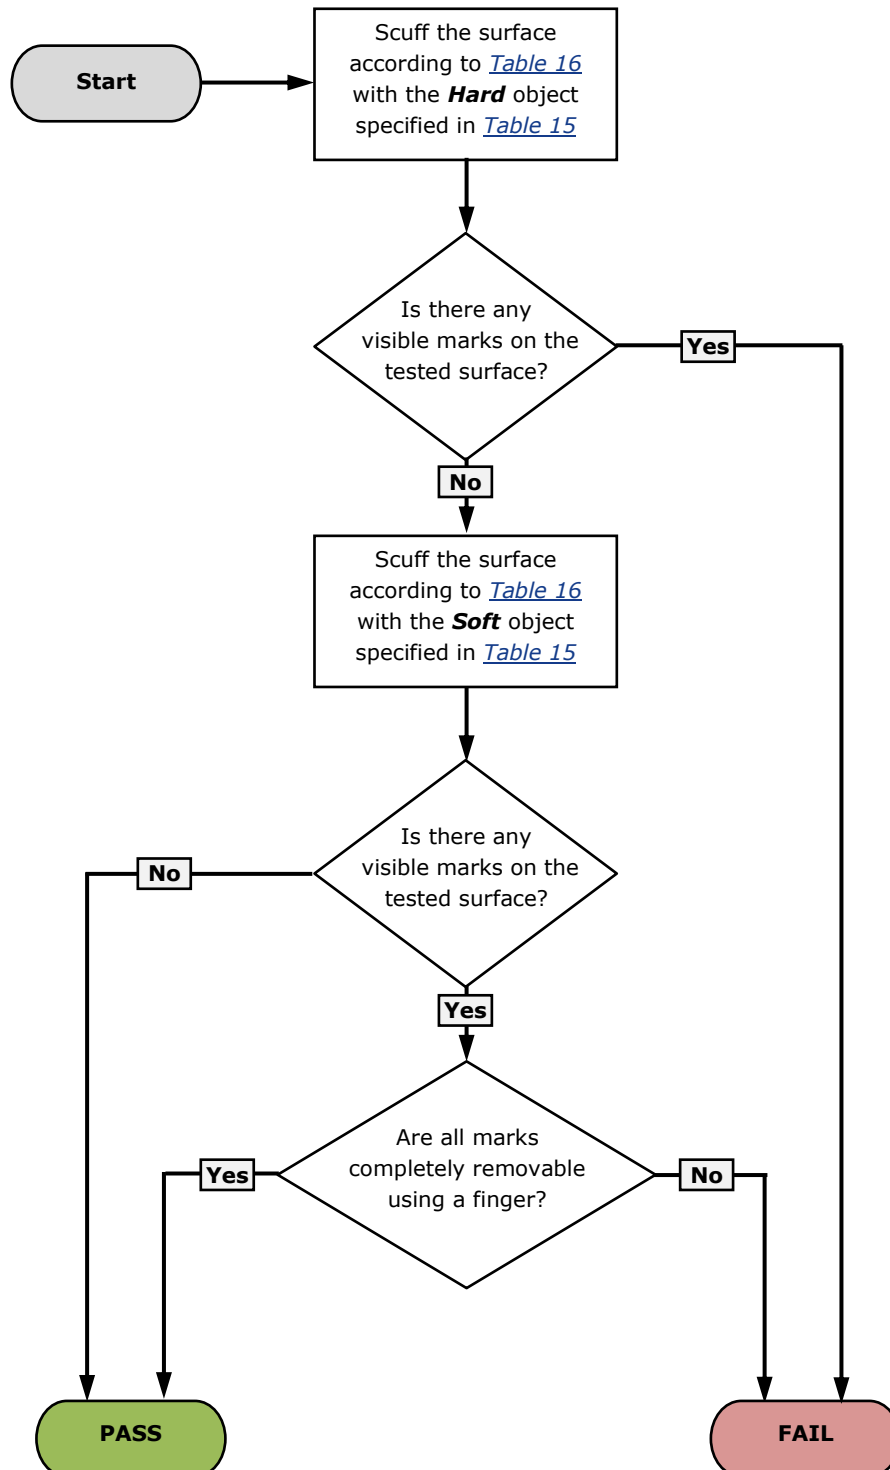 Start
Scuff the surface
according to Table 16
with the Hard object
specified in Table 15
Is there any
visible marks on the
tested surface?
Yes
No
Scuff the surface
according to Table 16
with the Soft object
specified in Table 15
Is there any
visible marks on the
tested surface?
No
Yes
Are all marks
completely removable
using a finger?
Yes
No
PASS
FAIL